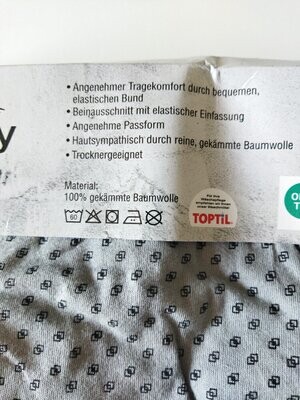 • Angenehmer Tragekomfort durch bequemen,
elastischen Bund
• Beinausschnitt mit elastischer Einfassung
• Angenehme Passform
• Hautsympathisch durch reine, gekämmte Baumwolle
• Trocknergeeignet
y
Material:
100% gekämmte Baumwolle
60
TOPTIL